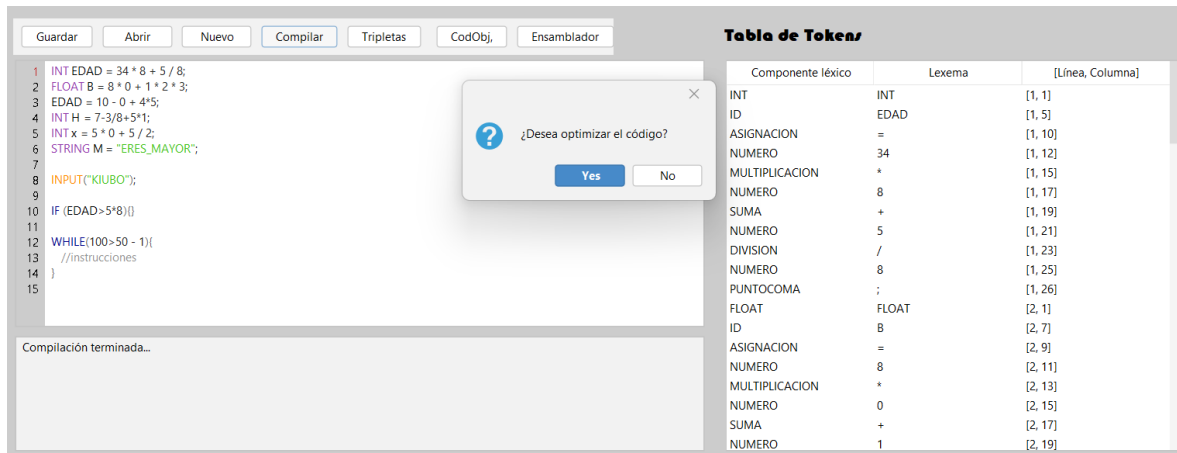 Guardar Abrir Nuevo Compilar Tripletas CodObj, Ensamblador
1 INT EDAD = 34 * 8 + 5 / 8;
2 FLOAT B = 8 * 0 + 1 * 2 * 3;
3 EDAD = 10 - 0 + 4*5;
4 INT H = 7-3/8+5*1;
5 INT x = 5 * 0 + 5 / 2;
6 STRING M = "ERES_MAYOR";
7
8 INPUT("KIUBO");
9
10 IF (EDAD>5*8){}
11
12 WHILE(100>50 - 1){
13 //instrucciones
14 }
15
¿Desea optimizar el código?
Yes No
Compilación terminada...
Tabla de Tokens
Componente léxico Lexema [Línea, Columna]
INT INT [1, 1]
ID EDAD [1, 5]
ASIGNACION = [1, 10]
NUMERO 34 [1, 12]
MULTIPLICACION * [1, 15]
NUMERO 8 [1, 17]
SUMA + [1, 19]
NUMERO 5 [1, 21]
DIVISION / [1, 23]
NUMERO 8 [1, 25]
PUNTOCOMA ; [1, 26]
FLOAT FLOAT [2, 1]
ID B [2, 7]
ASIGNACION = [2, 9]
NUMERO 8 [2, 11]
MULTIPLICACION * [2, 13]
NUMERO 0 [2, 15]
SUMA + [2, 17]
NUMERO 1 [2, 19]